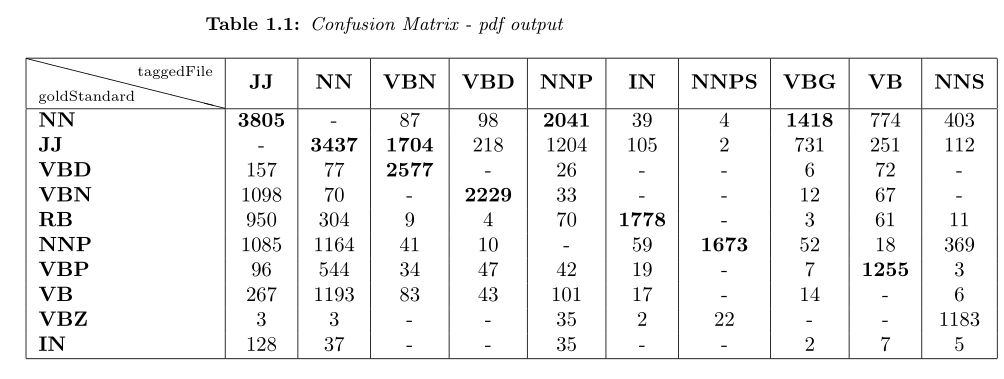 Table 1.1: Confusion Matrix - pdf output
taggedFile
goldStandard
JJ NN VBN VBD NNP IN NNPS VBG VB NNS
NN 3805 - 87 98 2041 39 4 1418 774 403
JJ - 3437 1704 218 1204 105 2 731 251 112
VBD 157 77 2577 - 26 - - 6 72 -
VBN 1098 70 - 2229 33 - - 12 67 -
RB 950 304 9 4 70 1778 - 3 61 11
NNP 1085 1164 41 10 - 59 1673 52 18 369
VBP 96 544 34 47 42 19 - 7 1255 3
VB 267 1193 83 43 101 17 - 14 - 6
VBZ 3 3 - - 35 2 22 - - 1183
IN 128 37 - - 35 - - 2 7 5